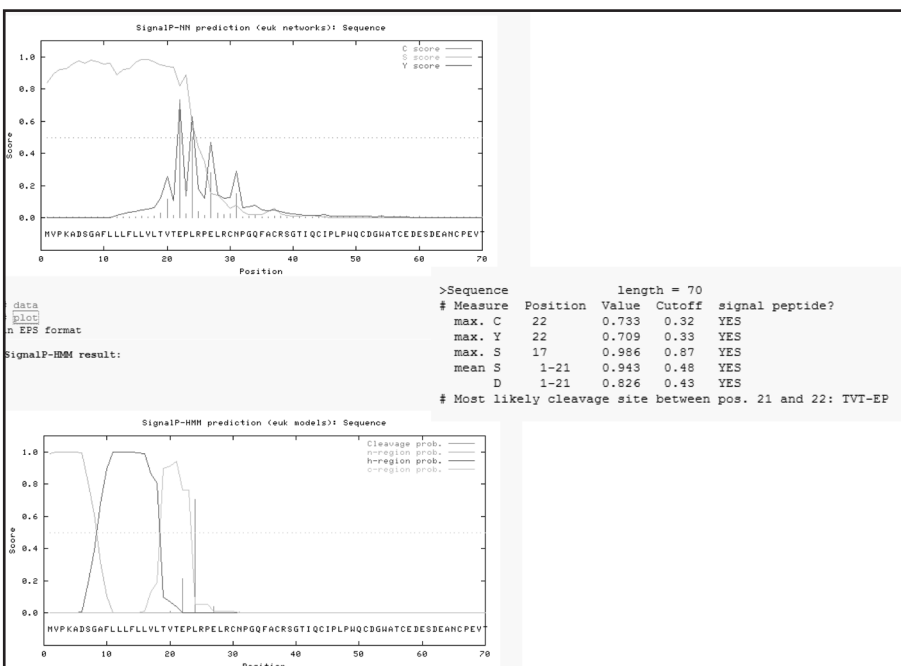 SignalP-NN prediction (euk networks): Sequence
C score
S score
Y score
1.0
0.8
0.6
0.4
0.2
0.0
Score
MVPKADSGAFLLLFLLVLTVTEPLRPELRCNPGQFACRSGTIQCIPLPWQCDGWATCEDESDEANCPEVT
0 10 20 30 40 50 60 70
Position
data
plot
in EPS format
SignalP-HMM result:
>Sequence length = 70
# Measure Position Value Cutoff signal peptide?
max. C 22 0.733 0.32 YES
max. Y 22 0.709 0.33 YES
max. S 17 0.986 0.87 YES
mean S 1-21 0.943 0.48 YES
D 1-21 0.826 0.43 YES
# Most likely cleavage site between pos. 21 and 22: TVT-EP
SignalP-HMM prediction (euk models): Sequence
Cleavage prob.
n-region prob.
h-region prob.
c-region prob.
1.0
0.8
0.6
0.4
0.2
0.0
Score
MVPKADSGAFLLLFLLVLTVTEPLRPELRCNPGQFACRSGTIQCIPLPWQCDGWATCEDESDEANCPEVT
0 10 20 30 40 50 60 70
Position